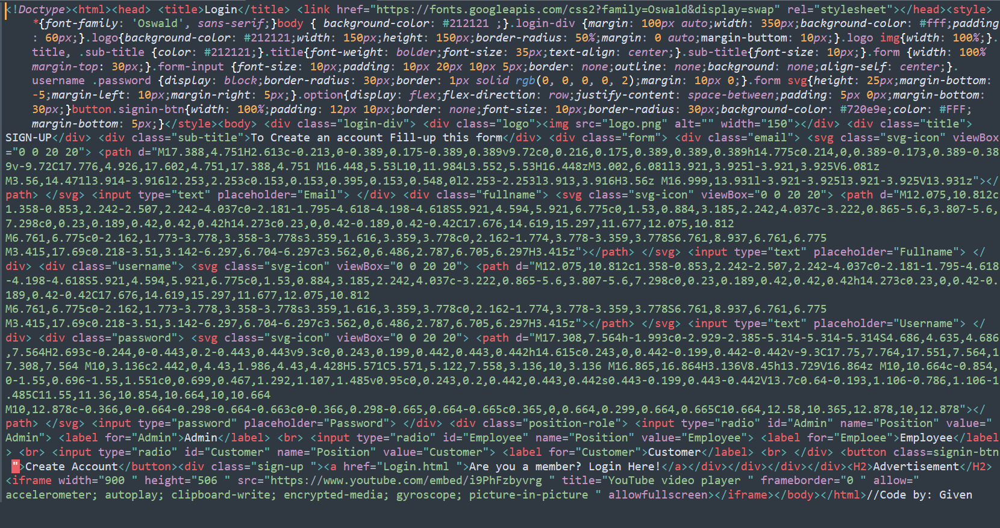 <!Doctype><html><head> <title>Login</title> <link href="https://fonts.googleapis.com/css2?family=Oswald&display=swap" rel="stylesheet"></head><style>
*{font-family: 'Oswald', sans-serif;}body { background-color: #212121 ;}.login-div {margin: 100px auto;width: 350px;background-color: #fff;padding
: 60px;}.logo{background-color: #212121;width: 150px;height: 150px;border-radius: 50%;margin: 0 auto;margin-buttom: 10px;}.logo img{width: 100%;}.
title, .sub-title {color: #212121;}.title{font-weight: bolder;font-size: 35px;text-align: center;}.sub-title{font-size: 10px;}.form {width: 100%
margin-top: 30px;}.form-input {font-size: 10px;padding: 10px 20px 10px 5px;border: none;outline: none;background: none;align-self: center;}.
username .password {display: block;border-radius: 30px;border: 1px solid rgb(0, 0, 0, 0, 2);margin: 10px 0;}.form svg{height: 25px;margin-bottom:
-5;margin-left: 10px;margin-right: 5px;}.option{display: flex;flex-direction: row;justify-content: space-between;padding: 5px 0px;margin-bottom:
30px;}button.signin-btn{width: 100%;padding: 12px 10px;border: none;font-size: 10px;border-radius: 30px;background-color: #720e9e;color: #FFF;
margin-bottom: 5px;}</style><body> <div class="login-div"> <div class="logo"><img src="logo.png" alt="" width="150"></div> <div class="title">
SIGN-UP</div> <div class="sub-title">To Create an account Fill-up this form</div> <div class="form"> <div class="email"> <svg class="svg-icon" viewBox
="0 0 20 20"> <path d="M17.388,4.751H2.613c-0.213,0-0.389,0.175-0.389,0.389v9.72c0,0.216,0.175,0.389,0.389,0.389h14.775c0.214,0,0.389-0.173,0.389-0.38
9v-9.72C17.776,4.926,17.602,4.751,17.388,4.751 M16.448,5.53L10,11.984L3.552,5.53H16.448zM3.002,6.081l3.921,3.925l-3.921,3.925V6.081z
M3.56,14.471l3.914-3.916l2.253,2.253c0.153,0.153,0.395,0.153,0.548,0l2.253-2.253l3.913,3.916H3.56z M16.999,13.931l-3.921-3.925l3.921-3.925V13.931z"></
path> </svg> <input type="text" placeholder="Email"> </div> <div class="fullname"> <svg class="svg-icon" viewBox="0 0 20 20"> <path d="M12.075,10.812c
1.358-0.853,2.242-2.507,2.242-4.037c0-2.181-1.795-4.618-4.198-4.618S5.921,4.594,5.921,6.775c0,1.53,0.884,3.185,2.242,4.037c-3.222,0.865-5.6,3.807-5.6,
7.298c0,0.23,0.189,0.42,0.42,0.42h14.273c0.23,0,0.42-0.189,0.42-0.42C17.676,14.619,15.297,11.677,12.075,10.812
M6.761,6.775c0-2.162,1.773-3.778,3.358-3.778s3.359,1.616,3.359,3.778c0,2.162-1.774,3.778-3.359,3.778S6.761,8.937,6.761,6.775
M3.415,17.69c0.218-3.51,3.142-6.297,6.704-6.297c3.562,0,6.486,2.787,6.705,6.297H3.415z"></path> </svg> <input type="text" placeholder="Fullname"> </
div> <div class="username"> <svg class="svg-icon" viewBox="0 0 20 20"> <path d="M12.075,10.812c1.358-0.853,2.242-2.507,2.242-4.037c0-2.181-1.795-4.618
-4.198-4.618S5.921,4.594,5.921,6.775c0,1.53,0.884,3.185,2.242,4.037c-3.222,0.865-5.6,3.807-5.6,7.298c0,0.23,0.189,0.42,0.42,0.42h14.273c0.23,0,0.42-0.
189,0.42-0.42C17.676,14.619,15.297,11.677,12.075,10.812
M6.761,6.775c0-2.162,1.773-3.778,3.358-3.778s3.359,1.616,3.359,3.778c0,2.162-1.774,3.778-3.359,3.778S6.761,8.937,6.761,6.775
M3.415,17.69c0.218-3.51,3.142-6.297,6.704-6.297c3.562,0,6.486,2.787,6.705,6.297H3.415z"></path> </svg> <input type="text" placeholder="Username"> </
div> <div class="password"> <svg class="svg-icon" viewBox="0 0 20 20"> <path d="M17.308,7.564h-1.993c0-2.929-2.385-5.314-5.314-5.314S4.686,4.635,4.686
,7.564H2.693c-0.244,0-0.443,0.2-0.443,0.443v9.3c0,0.243,0.199,0.442,0.443,0.442h14.615c0.243,0,0.442-0.199,0.442-0.442v-9.3C17.75,7.764,17.551,7.564,1
7.308,7.564 M10,3.136c2.442,0,4.43,1.986,4.43,4.428H5.571C5.571,5.122,7.558,3.136,10,3.136 M16.865,16.864H3.136V8.45h13.729V16.864z M10,10.664c-0.854,
0-1.55,0.696-1.55,1.551c0,0.699,0.467,1.292,1.107,1.485v0.95c0,0.243,0.2,0.442,0.443,0.442s0.443-0.199,0.443-0.442V13.7c0.64-0.193,1.106-0.786,1.106-1
.485C11.55,11.36,10.854,10.664,10,10.664
M10,12.878c-0.366,0-0.664-0.298-0.664-0.663c0-0.366,0.298-0.665,0.664-0.665c0.365,0,0.664,0.299,0.664,0.665C10.664,12.58,10.365,12.878,10,12.878"></
path> </svg> <input type="password" placeholder="Password"> </div> <div class="position-role"> <input type="radio" id="Admin" name="Position" value="
Admin"> <label for="Admin">Admin</label> <br> <input type="radio" id="Employee" name="Position" value="Employee"> <label for="Emploee">Employee</label
> <br> <input type="radio" id="Customer" name="Position" value="Customer"> <label for="Customer">Customer</label> <br> </div> <button class=signin-btn
">Create Account</button><div class="sign-up "><a href="Login.html ">Are you a member? Login Here!</a></div></div></div></div><H2>Advertisement</H2>
<iframe width="900 " height="506 " src="https://www.youtube.com/embed/i9PhFzbyvrg " title="YouTube video player " frameborder="0 " allow="
accelerometer; autoplay; clipboard-write; encrypted-media; gyroscope; picture-in-picture " allowfullscreen></iframe></body></html>//Code by: Given